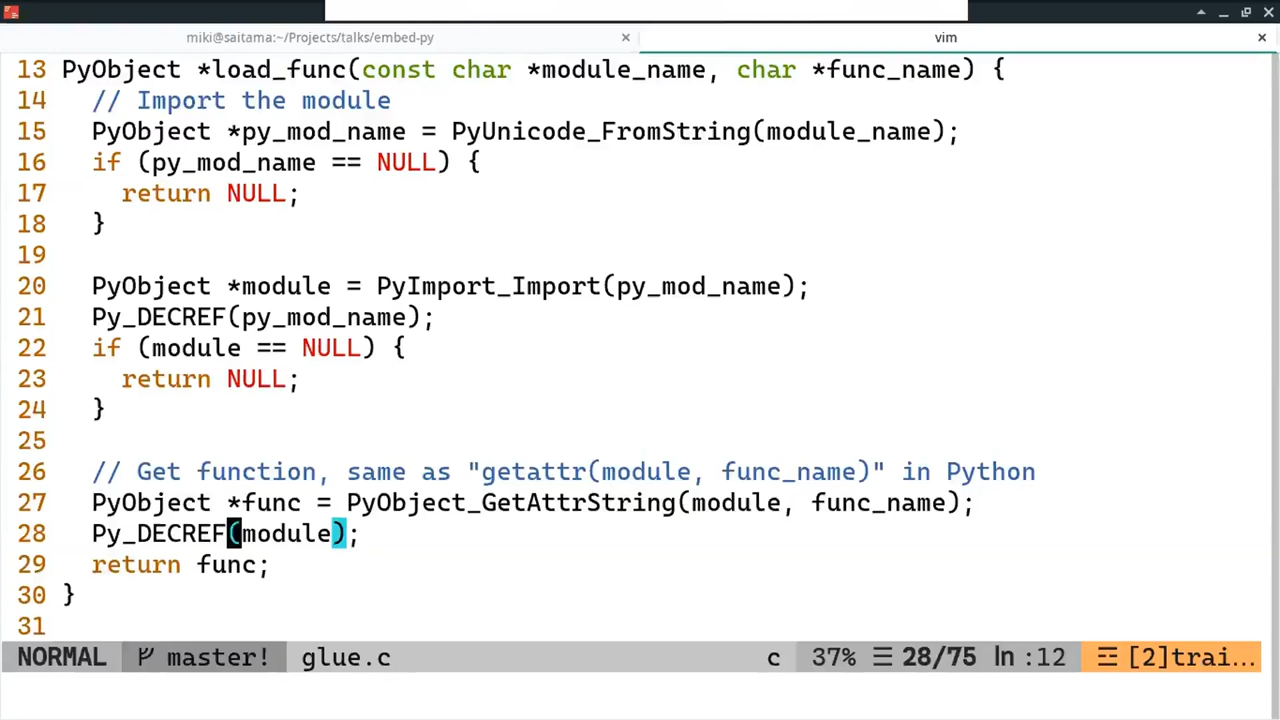 miki@saitama:~/Projects/talks/embed-py
vim
13 PyObject *load_func(const char *module_name, char *func_name) {
14   // Import the module
15   PyObject *py_mod_name = PyUnicode_FromString(module_name);
16   if (py_mod_name == NULL) {
17     return NULL;
18   }
19
20   PyObject *module = PyImport_Import(py_mod_name);
21   Py_DECREF(py_mod_name);
22   if (module == NULL) {
23     return NULL;
24   }
25
26   // Get function, same as "getattr(module, func_name)" in Python
27   PyObject *func = PyObject_GetAttrString(module, func_name);
28   Py_DECREF(module);
29   return func;
30 }
31
NORMAL master! glue.c c 37% ☰ 28/75 ln :12 ☲ [2]trai...